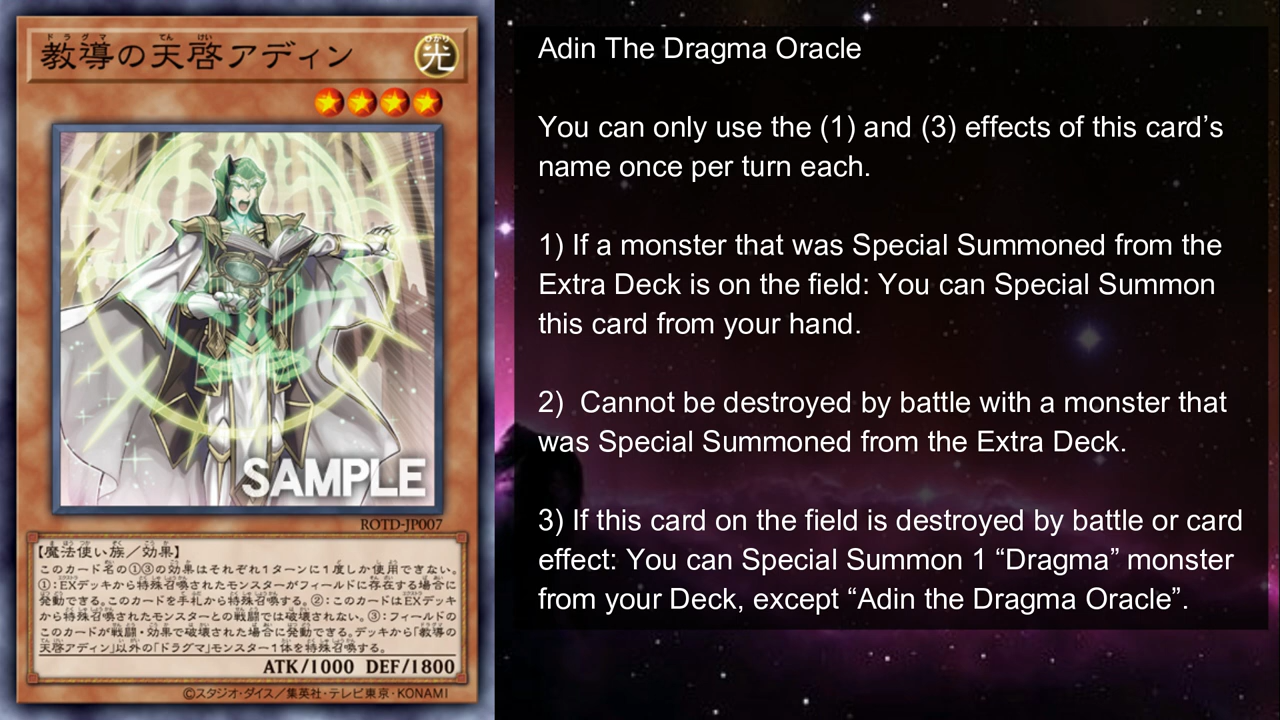 教導の天啓アディン
光
SAMPLE
ROTD-JP007
【魔法使い族／効果】
このカード名の①③の効果はそれぞれ１ターンに１度しか使用できない。
①：EXデッキから特殊召喚されたモンスターがフィールドに存在する場合に
発動できる。このカードを手札から特殊召喚する。②：このカードはEXデッキ
から特殊召喚されたモンスターとの戦闘では破壊されない。③：フィールドの
このカードが戦闘・効果で破壊された場合に発動できる。デッキから「教導の
天啓アディン」以外の「ドラグマ」モンスター１体を特殊召喚する。
ATK/1000 DEF/1800
©スタジオ・ダイス／集英社・テレビ東京・KONAMI
Adin The Dragma Oracle
You can only use the (1) and (3) effects of this card’s
name once per turn each.
1) If a monster that was Special Summoned from the
Extra Deck is on the field: You can Special Summon
this card from your hand.
2) Cannot be destroyed by battle with a monster that
was Special Summoned from the Extra Deck.
3) If this card on the field is destroyed by battle or card
effect: You can Special Summon 1 “Dragma” monster
from your Deck, except “Adin the Dragma Oracle”.